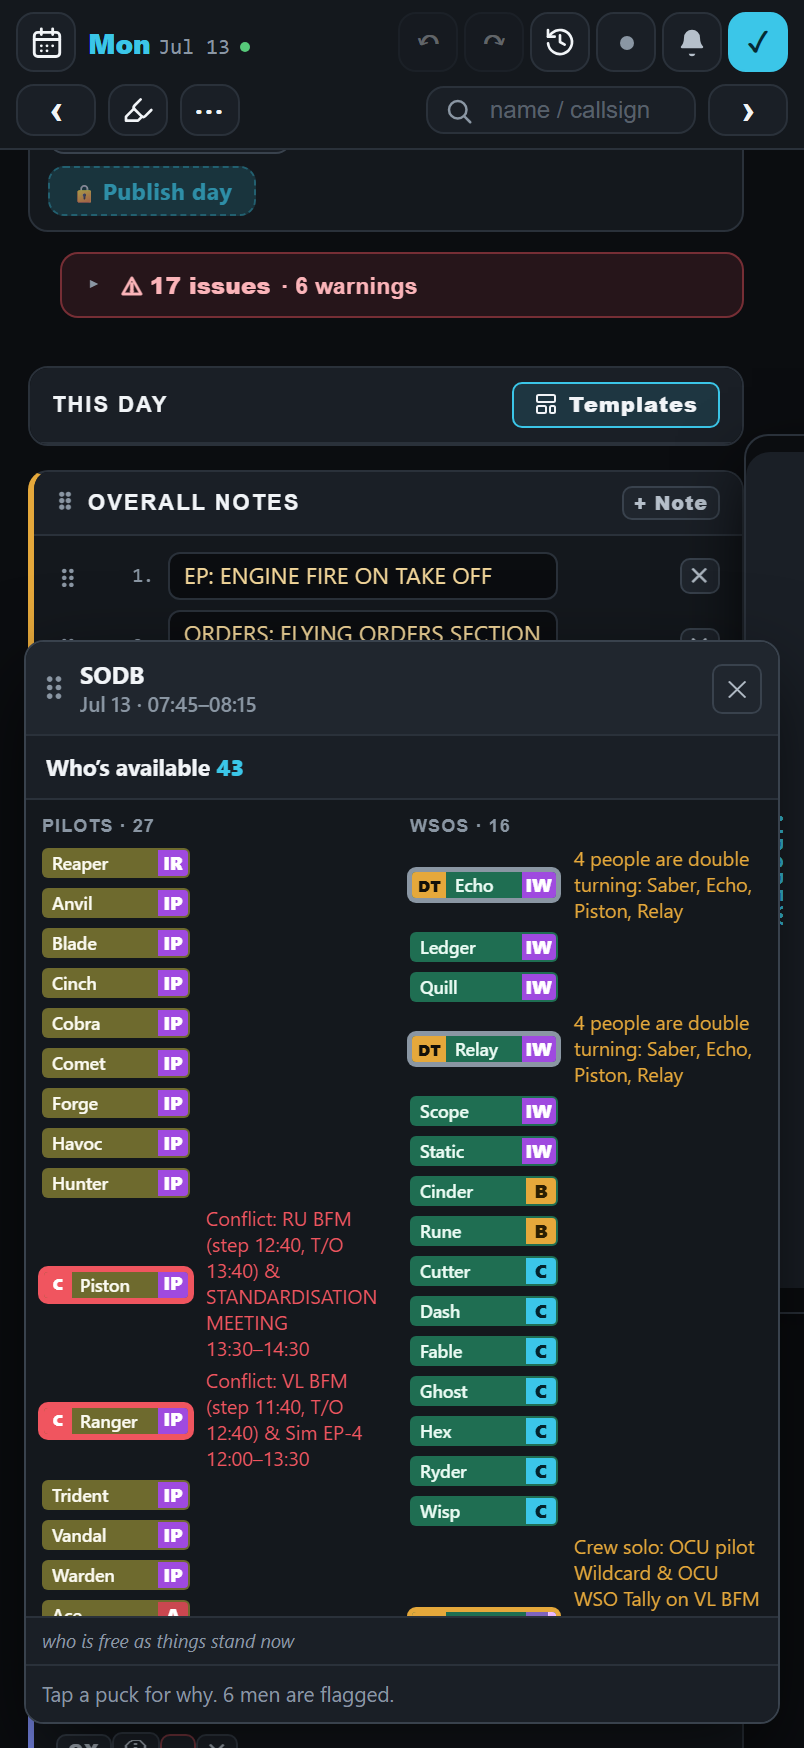 Mon Jul 13
name / callsign
Publish day
17 issues · 6 warnings
THIS DAY
Templates
OVERALL NOTES
+ Note
1.
EP: ENGINE FIRE ON TAKE OFF
ORDERS: FLYING ORDERS SECTION
SODB
Jul 13 · 07:45–08:15
Who's available 43
PILOTS · 27
Reaper IR
Anvil IP
Blade IP
Cinch IP
Cobra IP
Comet IP
Forge IP
Havoc IP
Hunter IP
C Piston IP
Conflict: RU BFM
(step 12:40, T/O
13:40) &
STANDARDISATION
MEETING
13:30–14:30
C Ranger IP
Conflict: VL BFM
(step 11:40, T/O
12:40) & Sim EP-4
12:00–13:30
Trident IP
Vandal IP
Warden IP
Ace A
WSOS · 16
DT Echo IW
4 people are double
turning: Saber, Echo,
Piston, Relay
Ledger IW
Quill IW
DT Relay IW
4 people are double
turning: Saber, Echo,
Piston, Relay
Scope IW
Static IW
Cinder B
Rune B
Cutter C
Dash C
Fable C
Ghost C
Hex C
Ryder C
Wisp C
Crew solo: OCU pilot
Wildcard & OCU
WSO Tally on VL BFM
who is free as things stand now
Tap a puck for why. 6 men are flagged.